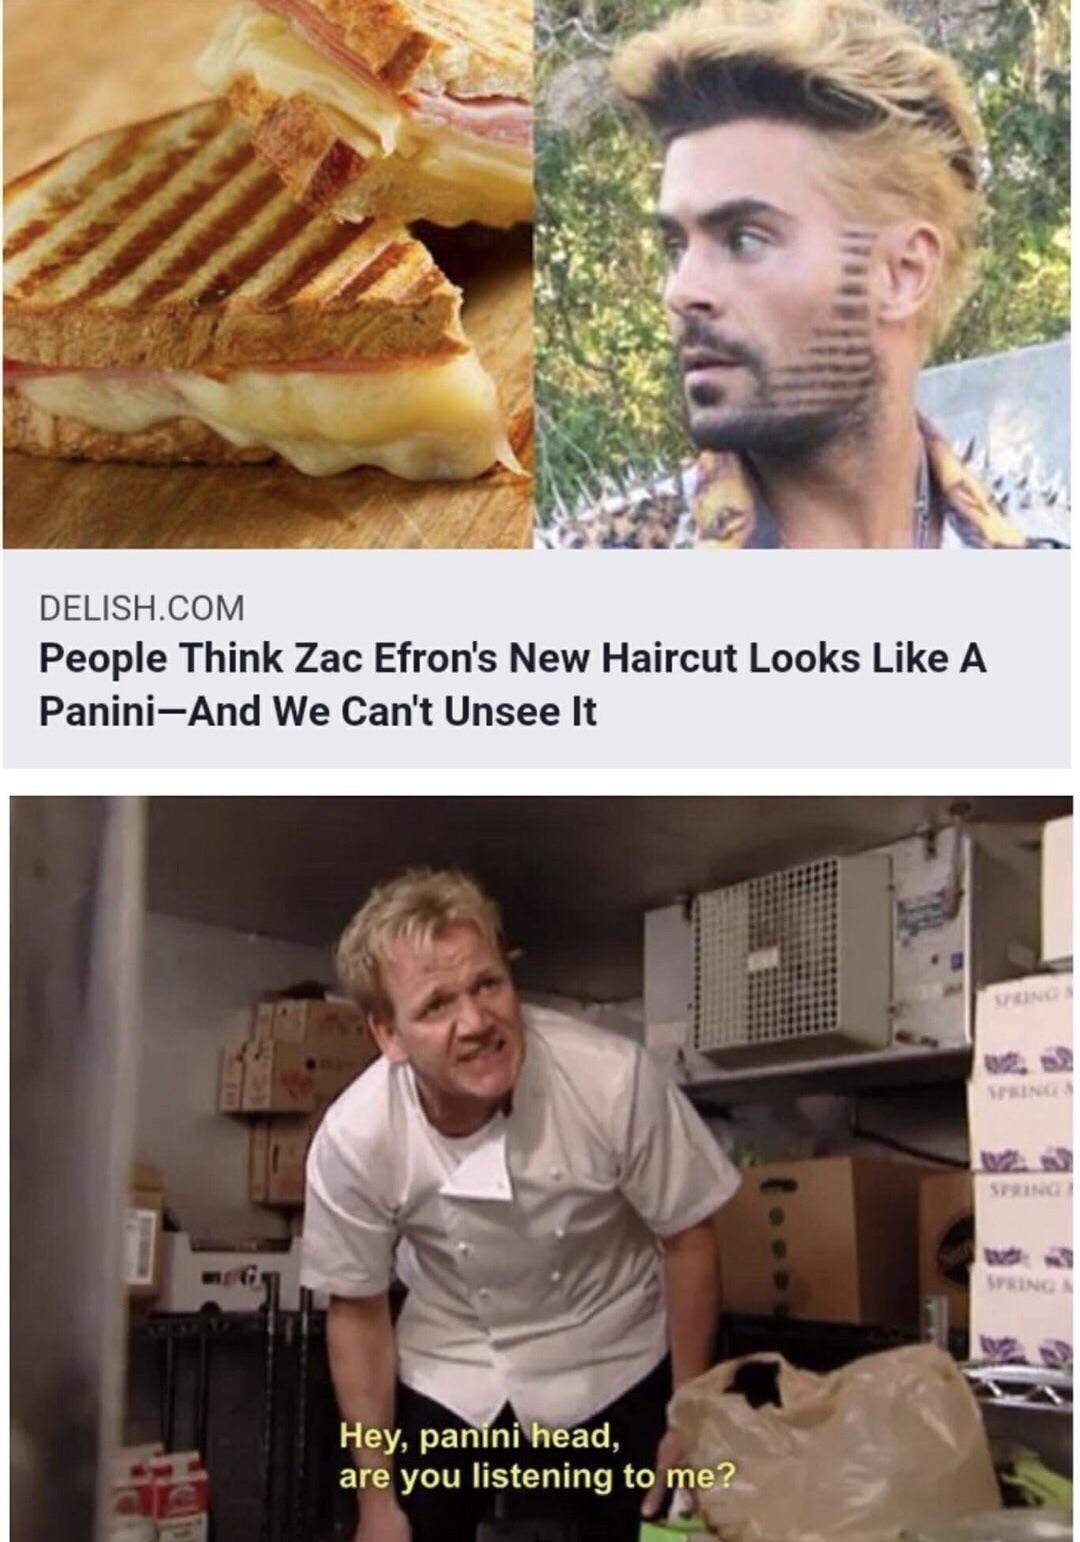 DELISH.COM
People Think Zac Efron's New Haircut Looks Like A
Panini—And We Can't Unsee It
SPRING
SPRING
SPRING
SPRING
Hey, panini head,
are you listening to me?